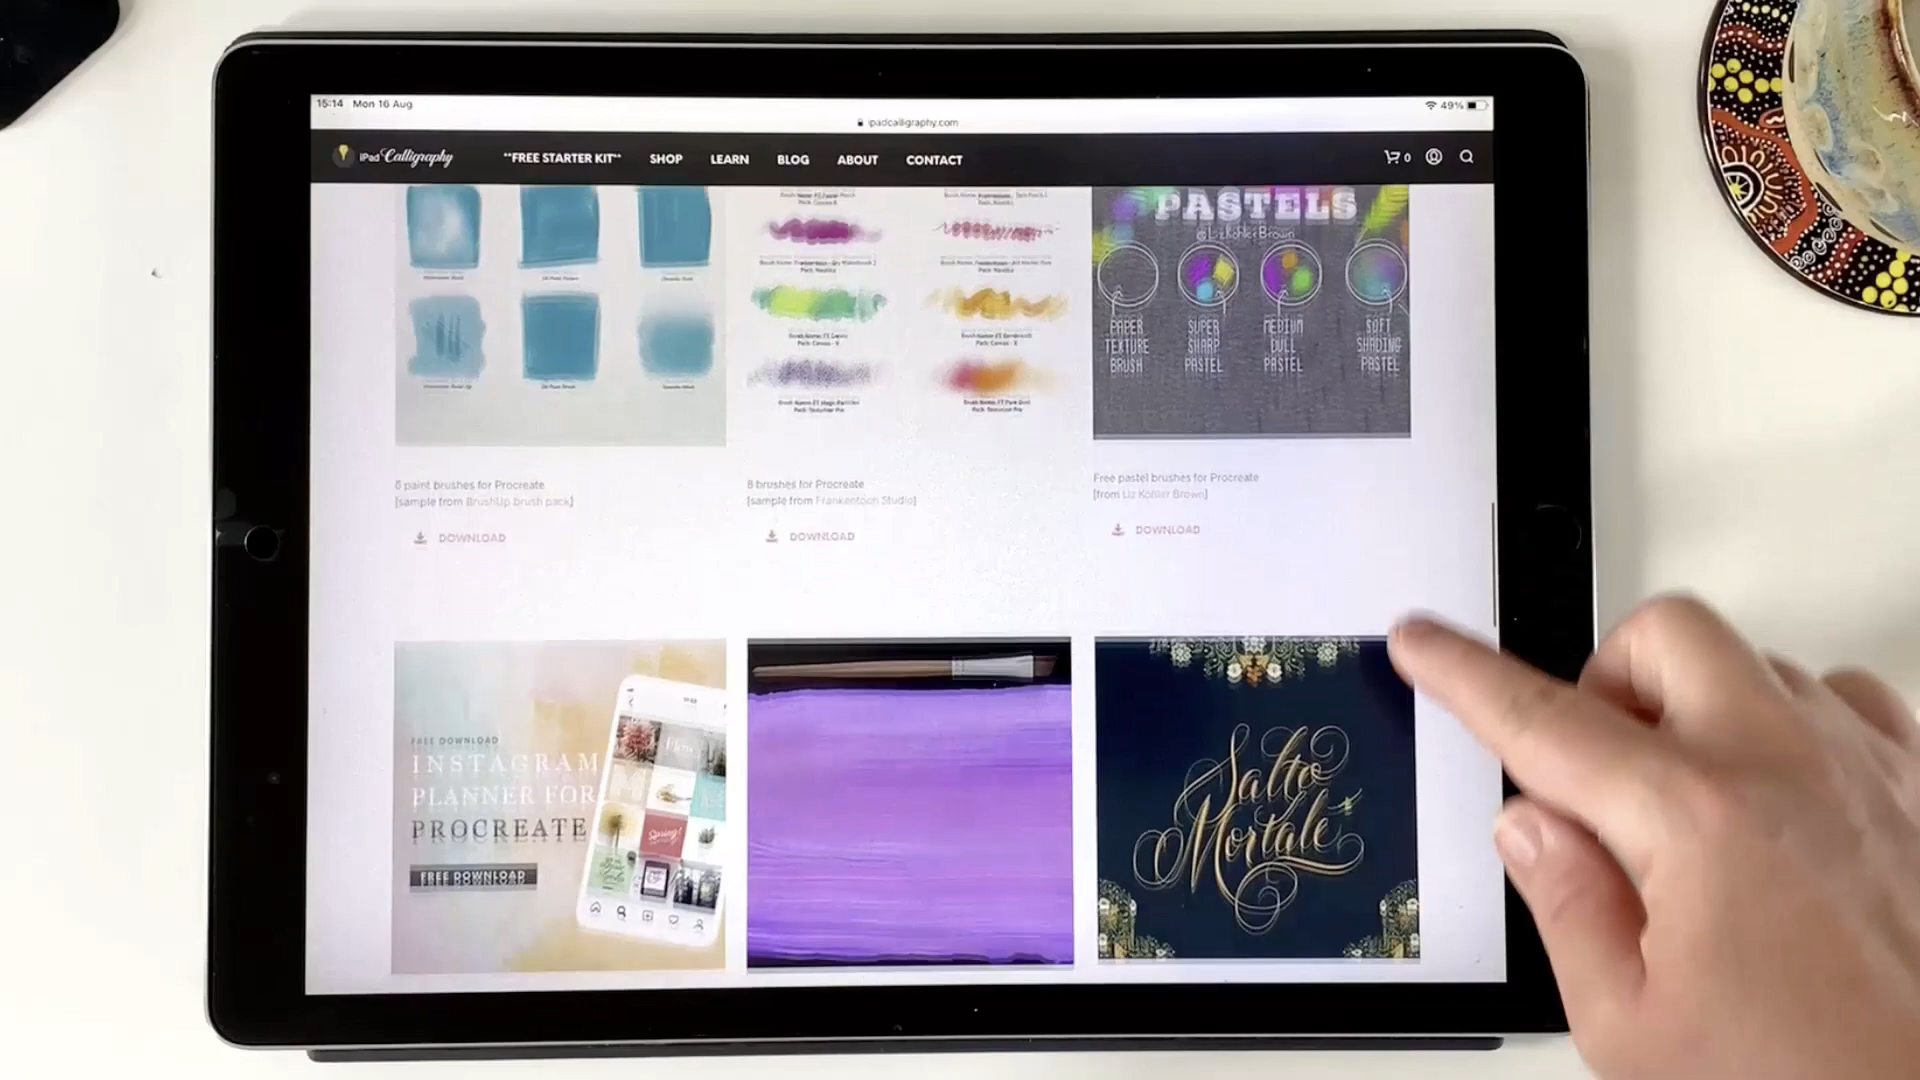 15:14 Mon 16 Aug
49%
ipadcalligraphy.com
iPad Calligraphy
**FREE STARTER KIT** SHOP LEARN BLOG ABOUT CONTACT
0
PASTELS
@LizKohlerBrown
PAPER
TEXTURE
BRUSH
SUPER
SHARP
PASTEL
MEDIUM
DULL
PASTEL
SOFT
SHADING
PASTEL
6 paint brushes for Procreate
[sample from BrushUp brush pack]
DOWNLOAD
8 brushes for Procreate
[sample from Frankentoon Studio]
DOWNLOAD
Free pastel brushes for Procreate
[from Liz Kohler Brown]
DOWNLOAD
FREE DOWNLOAD
INSTAGRAM
PLANNER FOR
PROCREATE
FREE DOWNLOAD
Spring!
Salto
Mortale